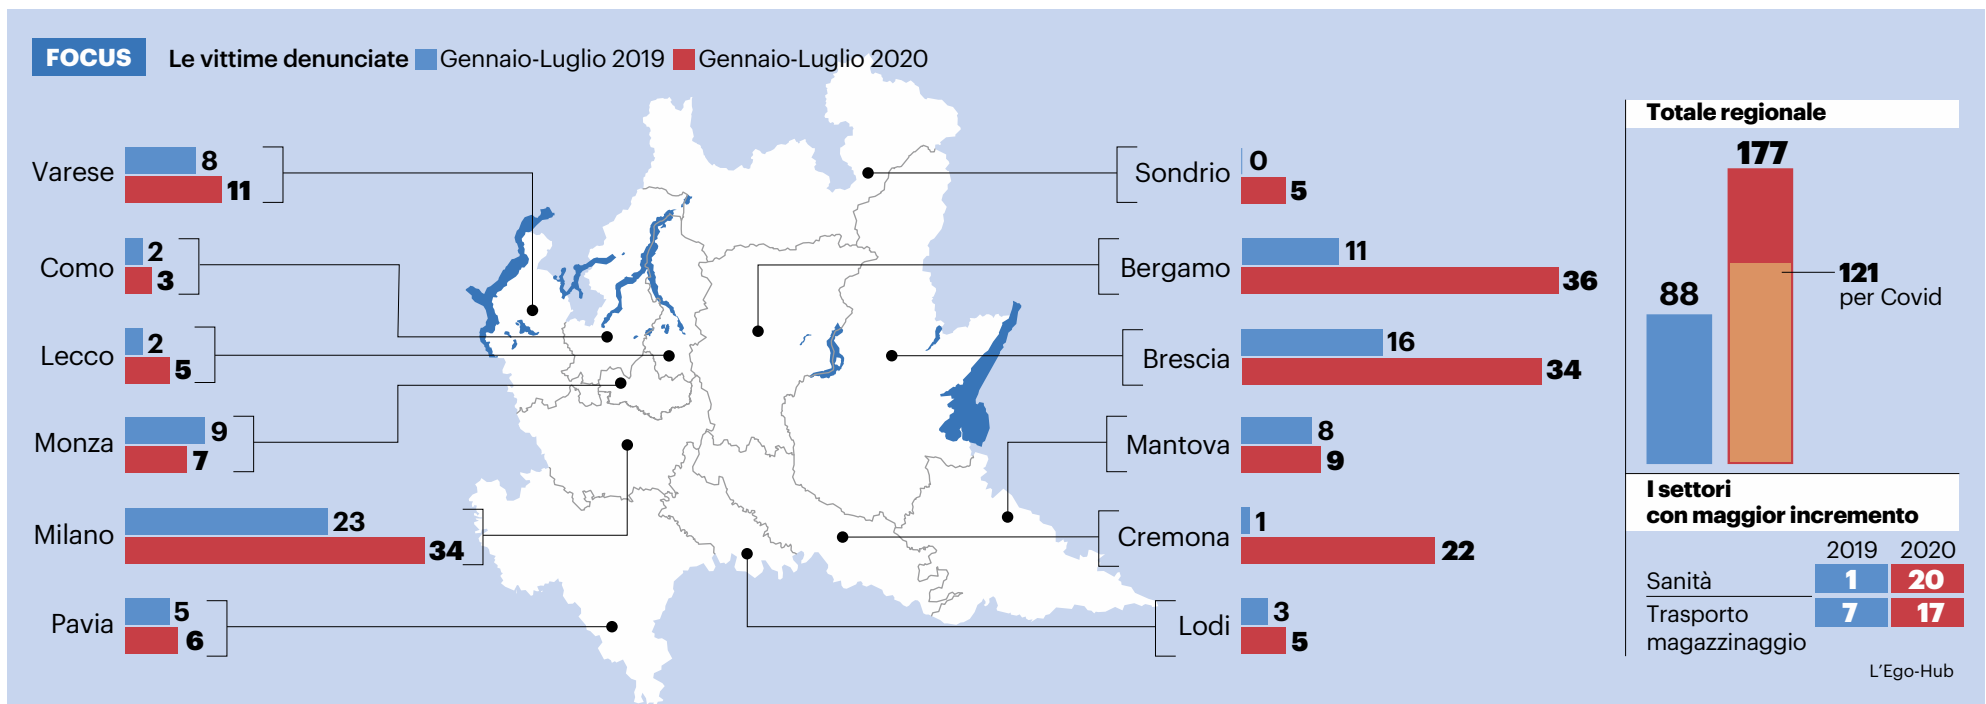 FOCUS
Le vittime denunciate Gennaio-Luglio 2019 Gennaio-Luglio 2020
Varese 8
11
Como 2
3
Lecco 2
5
Monza 9
7
Milano 23
34
Pavia 5
6
Sondrio 0
5
Bergamo 11
36
Brescia 16
34
Mantova 8
9
Cremona 1
22
Lodi 3
5
Totale regionale
177
88
121
per Covid
I settori
con maggior incremento
2019 2020
Sanità 1 20
Trasporto 7 17
magazzinaggio
L'Ego-Hub